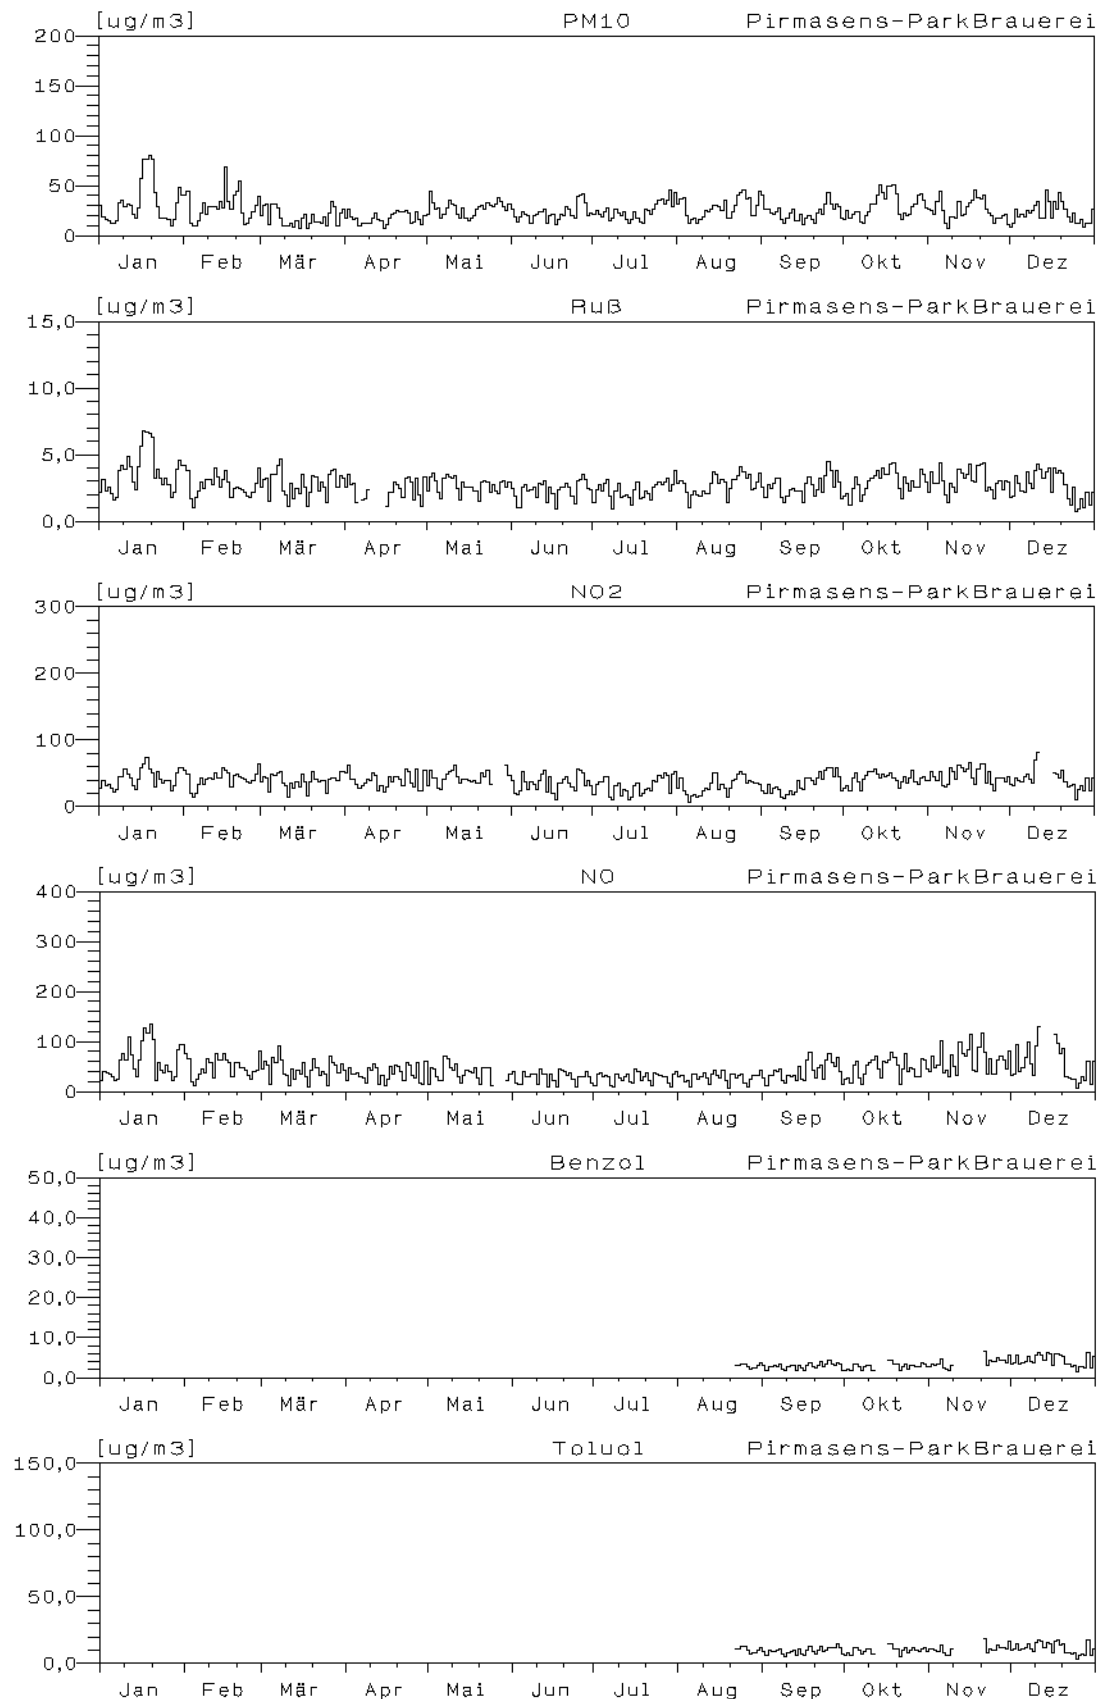 [ug/m3] PM10 Pirmasens-ParkBrauerei
200
150
100
50
0
Jan Feb Mär Apr Mai Jun Jul Aug Sep Okt Nov Dez
[ug/m3] Ruß Pirmasens-ParkBrauerei
15,0
10,0
5,0
0,0
Jan Feb Mär Apr Mai Jun Jul Aug Sep Okt Nov Dez
[ug/m3] NO2 Pirmasens-ParkBrauerei
300
200
100
0
Jan Feb Mär Apr Mai Jun Jul Aug Sep Okt Nov Dez
[ug/m3] NO Pirmasens-ParkBrauerei
400
300
200
100
0
Jan Feb Mär Apr Mai Jun Jul Aug Sep Okt Nov Dez
[ug/m3] Benzol Pirmasens-ParkBrauerei
50,0
40,0
30,0
20,0
10,0
0,0
Jan Feb Mär Apr Mai Jun Jul Aug Sep Okt Nov Dez
[ug/m3] Toluol Pirmasens-ParkBrauerei
150,0
100,0
50,0
0,0
Jan Feb Mär Apr Mai Jun Jul Aug Sep Okt Nov Dez